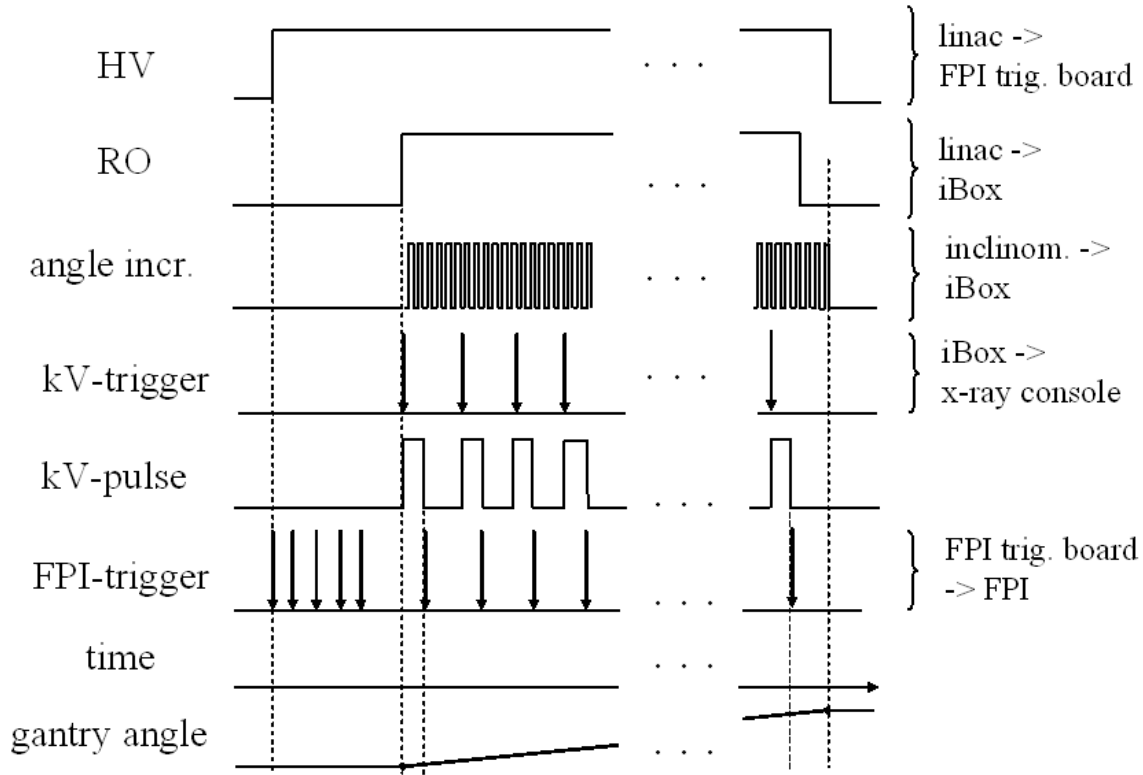 HV
linac ->
FPI trig. board
RO
linac ->
iBox
angle incr.
inclinom. ->
iBox
kV-trigger
iBox ->
x-ray console
kV-pulse
FPI-trigger
FPI trig. board
-> FPI
time
gantry angle